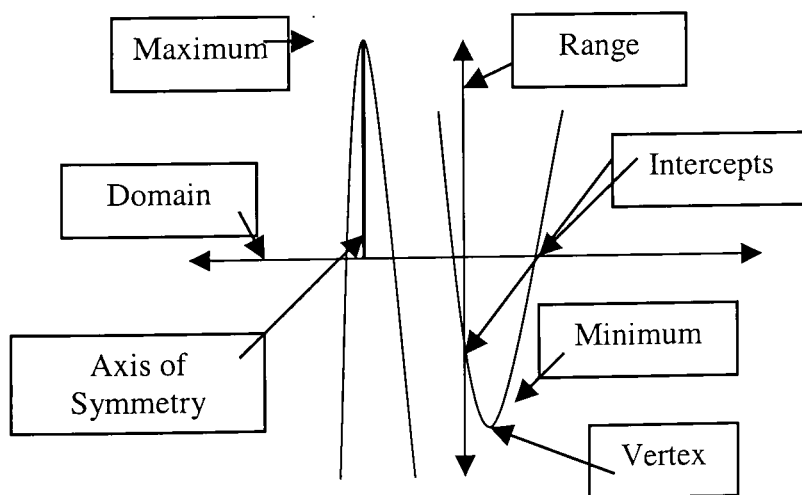 Maximum
Range
Intercepts
Domain
Minimum
Axis of
Symmetry
Vertex